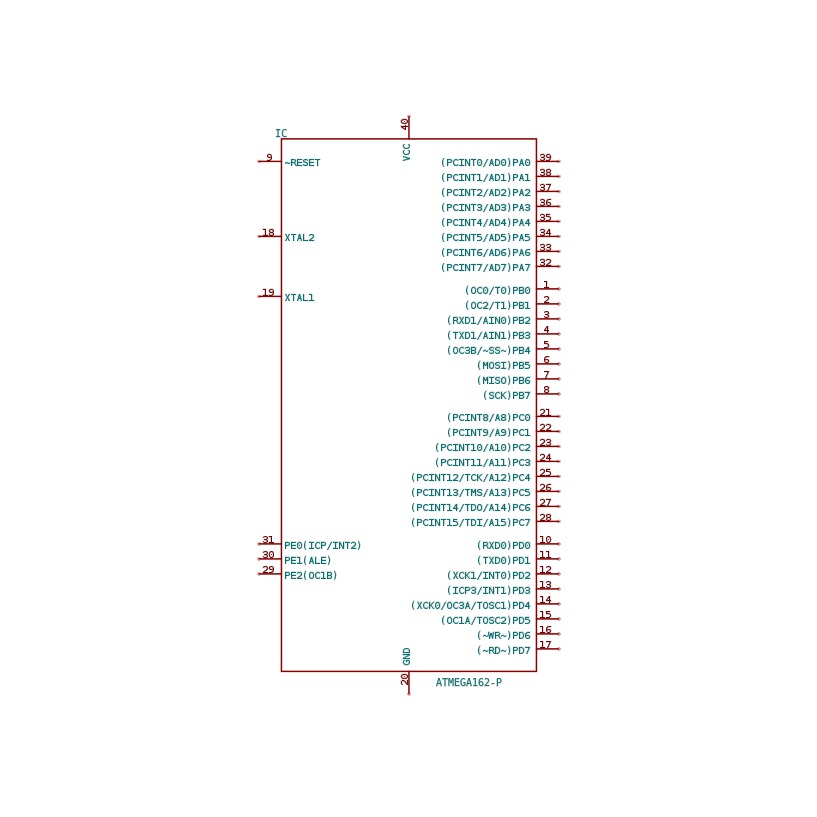 40
IC
VCC
9 ~RESET
(PCINT0/AD0)PA0 39
(PCINT1/AD1)PA1 38
(PCINT2/AD2)PA2 37
(PCINT3/AD3)PA3 36
(PCINT4/AD4)PA4 35
18 XTAL2
(PCINT5/AD5)PA5 34
(PCINT6/AD6)PA6 33
(PCINT7/AD7)PA7 32
(OC0/T0)PB0 1
19 XTAL1
(OC2/T1)PB1 2
(RXD1/AIN0)PB2 3
(TXD1/AIN1)PB3 4
(OC3B/~SS~)PB4 5
(MOSI)PB5 6
(MISO)PB6 7
(SCK)PB7 8
(PCINT8/A8)PC0 21
(PCINT9/A9)PC1 22
(PCINT10/A10)PC2 23
(PCINT11/A11)PC3 24
(PCINT12/TCK/A12)PC4 25
(PCINT13/TMS/A13)PC5 26
(PCINT14/TDO/A14)PC6 27
(PCINT15/TDI/A15)PC7 28
31 PE0(ICP/INT2)
(RXD0)PD0 10
30 PE1(ALE)
(TXD0)PD1 11
29 PE2(OC1B)
(XCK1/INT0)PD2 12
(ICP3/INT1)PD3 13
(XCK0/OC3A/TOSC1)PD4 14
(OC1A/TOSC2)PD5 15
(~WR~)PD6 16
(~RD~)PD7 17
GND
20
ATMEGA162-P